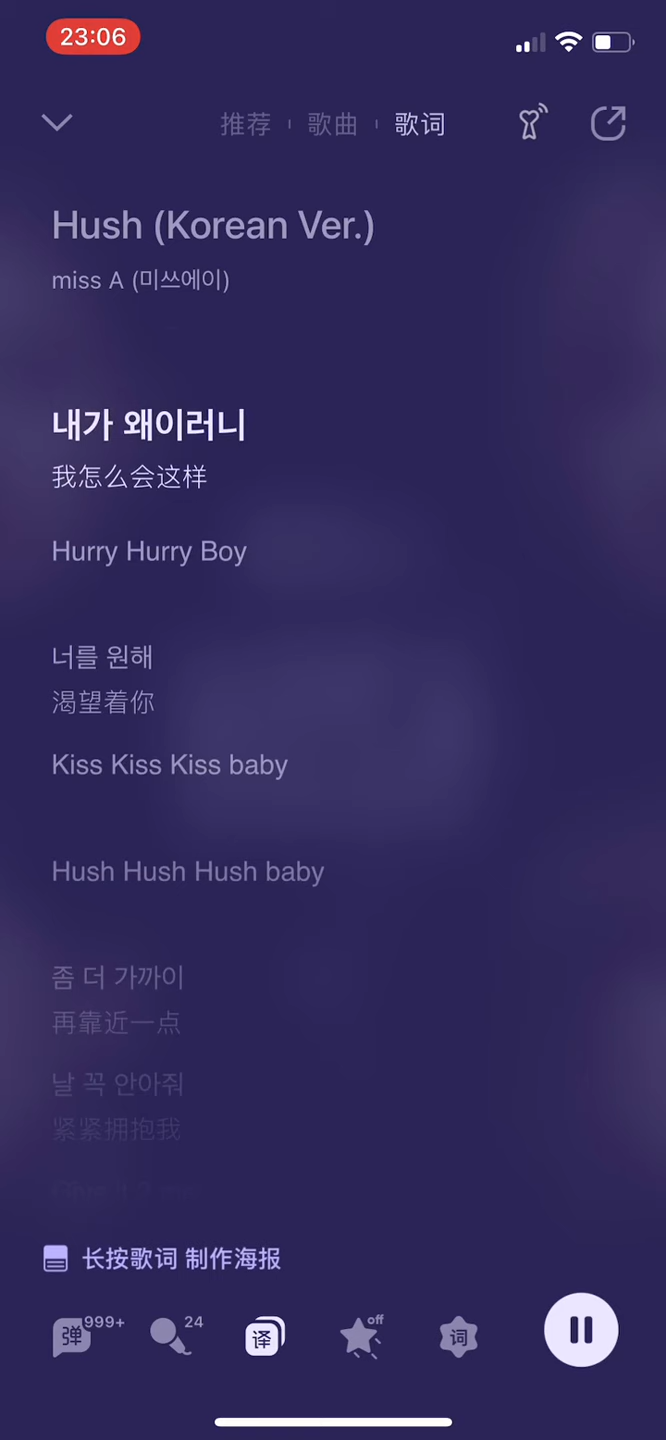 23:06
推荐 歌曲 歌词
Hush (Korean Ver.)
miss A (미쓰에이)
내가 왜이러니
我怎么会这样
Hurry Hurry Boy
너를 원해
渴望着你
Kiss Kiss Kiss baby
Hush Hush Hush baby
좀 더 가까이
再靠近一点
날 꼭 안아줘
紧紧拥抱我
长按歌词 制作海报
弹 999+ 24 译 off 词